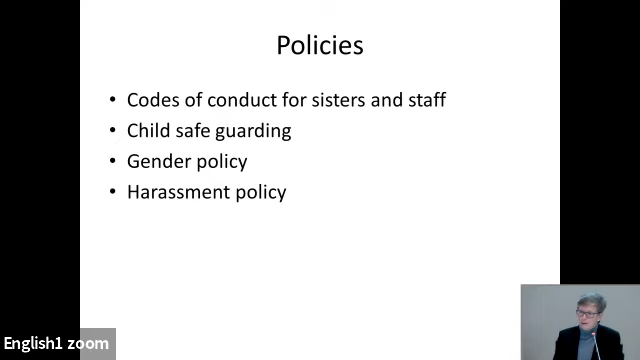 Policies
• Codes of conduct for sisters and staff
• Child safe guarding
• Gender policy
• Harassment policy
English1 zoom